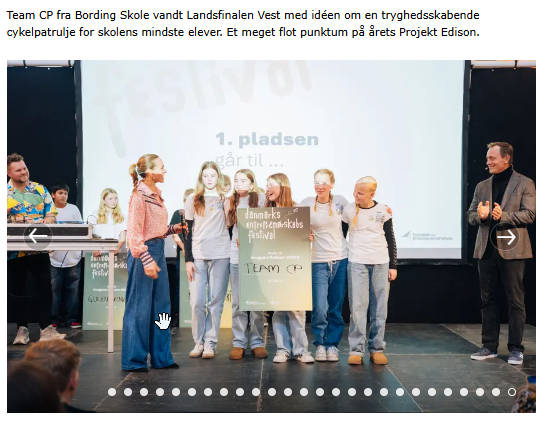 Team CP fra Bording Skole vandt Landsfinalen Vest med idéen om en tryghedsskabende
cykelpatrulje for skolens mindste elever. Et meget flot punktum på årets Projekt Edison.
festival
1. pladsen
går til ...
danmarks
entreprenørskabs
festival
TEAM CP